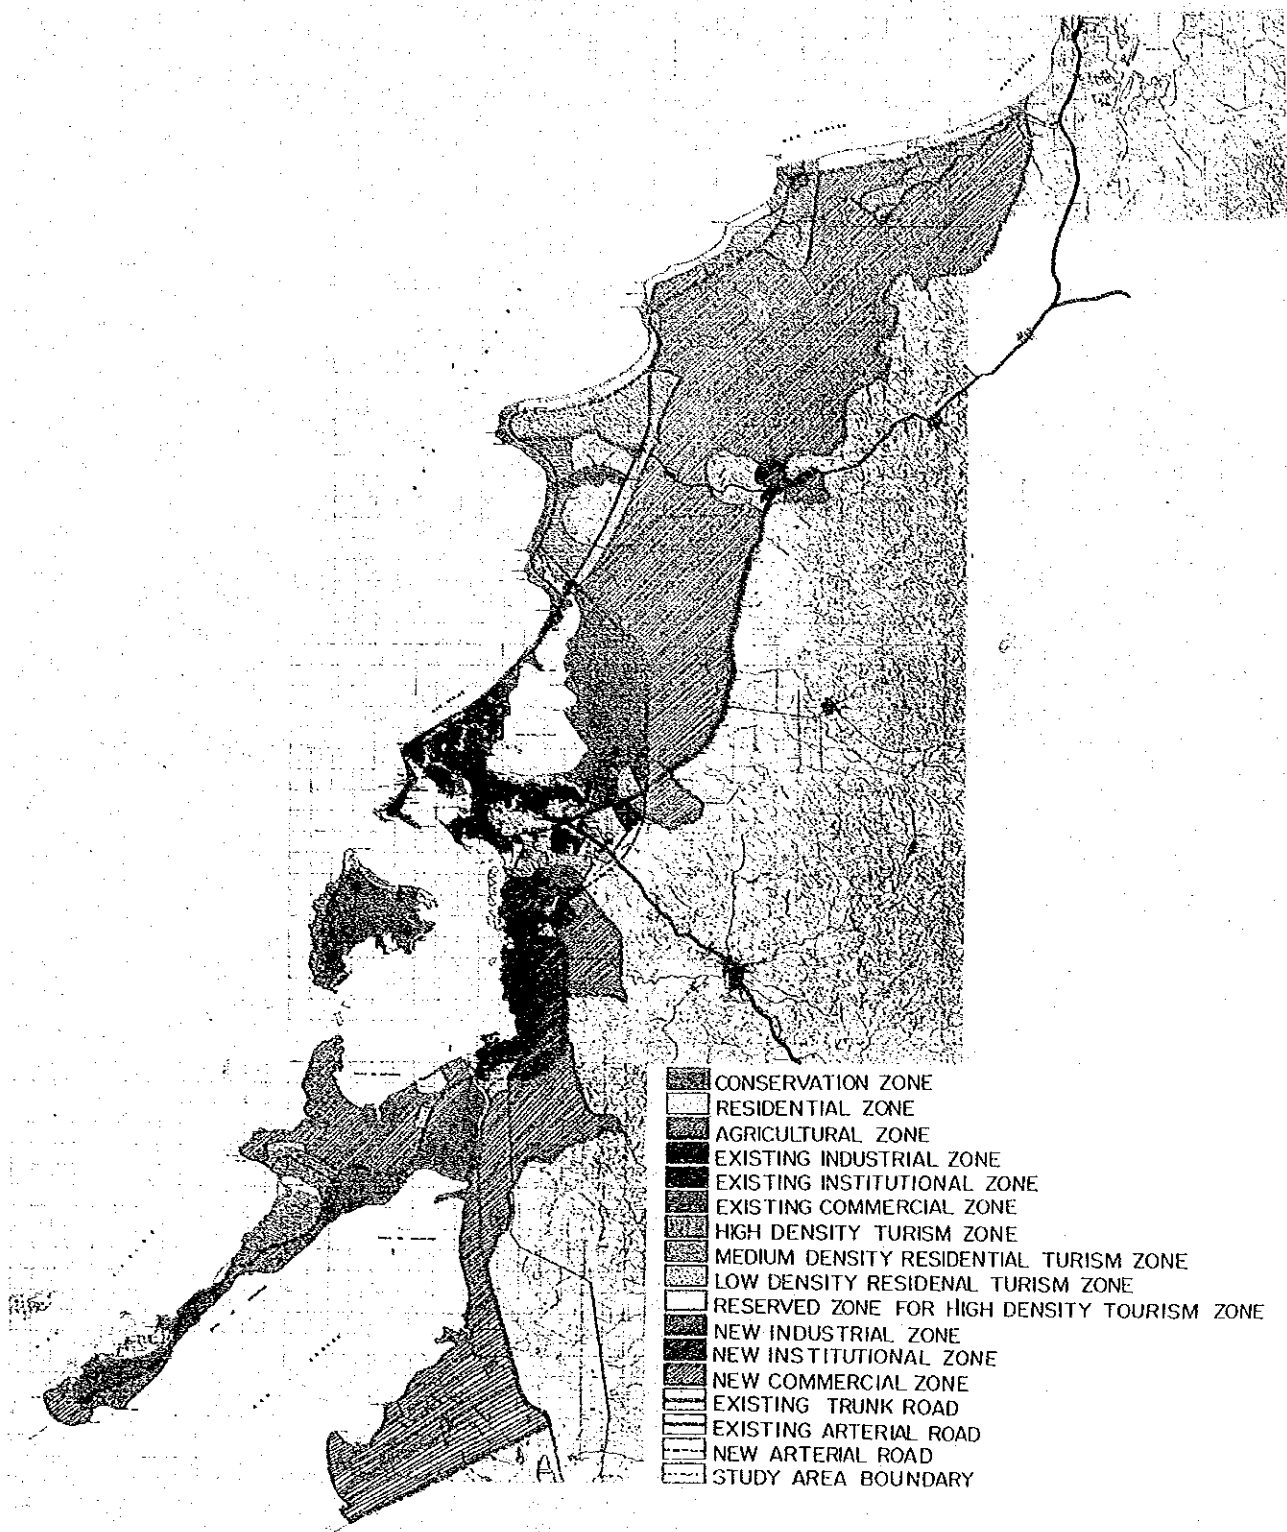 CONSERVATION ZONE
RESIDENTIAL ZONE
AGRICULTURAL ZONE
EXISTING INDUSTRIAL ZONE
EXISTING INSTITUTIONAL ZONE
EXISTING COMMERCIAL ZONE
HIGH DENSITY TURISM ZONE
MEDIUM DENSITY RESIDENTIAL TURISM ZONE
LOW DENSITY RESIDENAL TURISM ZONE
RESERVED ZONE FOR HIGH DENSITY TOURISM ZONE
NEW INDUSTRIAL ZONE
NEW INSTITUTIONAL ZONE
NEW COMMERCIAL ZONE
EXISTING TRUNK ROAD
EXISTING ARTERIAL ROAD
NEW ARTERIAL ROAD
STUDY AREA BOUNDARY